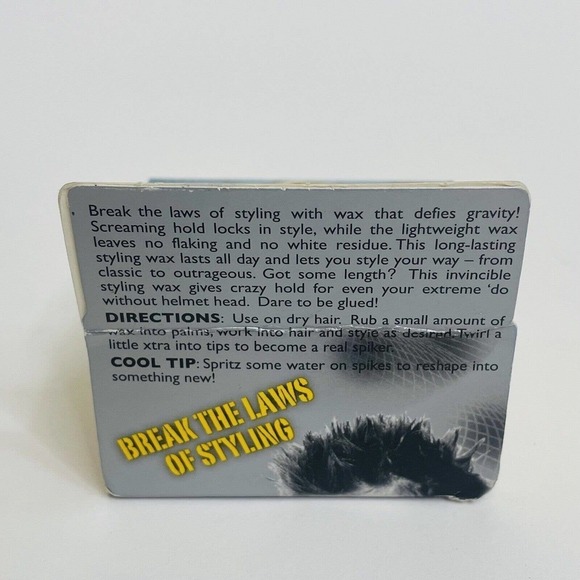 Break the laws of styling with wax that defies gravity!
Screaming hold locks in style, while the lightweight wax
leaves no flaking and no white residue. This long-lasting
styling wax lasts all day and lets you style your way – from
classic to outrageous. Got some length? This invincible
styling wax gives crazy hold for even your extreme 'do
without helmet head. Dare to be glued!
DIRECTIONS: Use on dry hair. Rub a small amount of
wax into palms, work into hair and style as desired. Twirl a
little xtra into tips to become a real spiker.
COOL TIP: Spritz some water on spikes to reshape into
something new!
BREAK THE LAWS
OF STYLING